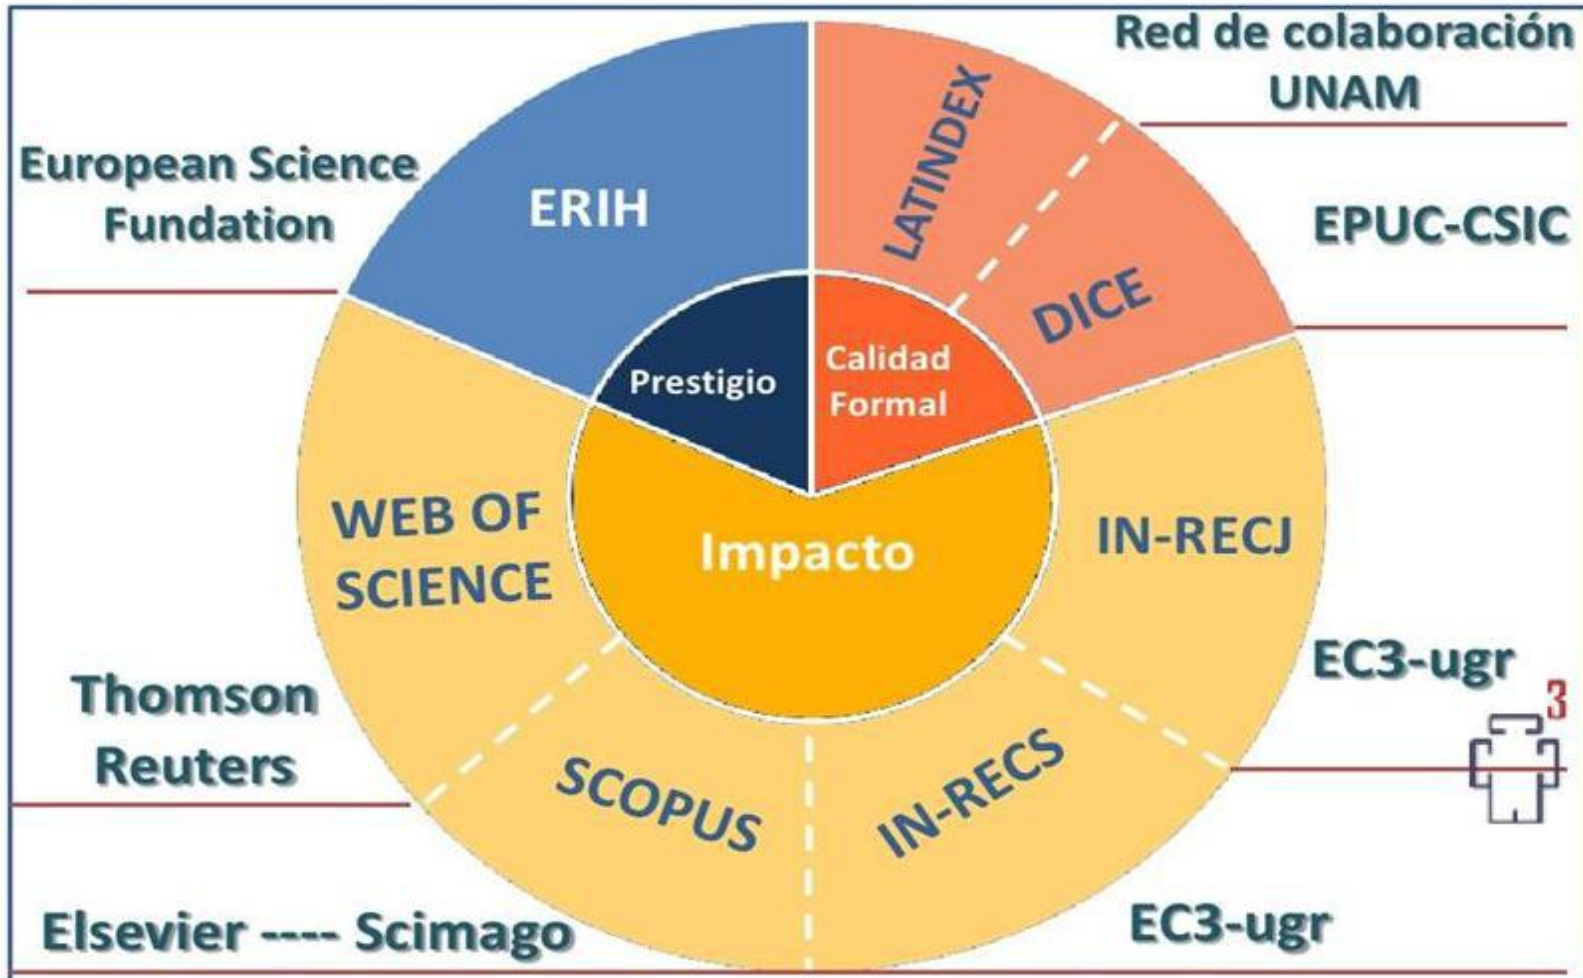 Red de colaboración
UNAM
European Science
Fundation
ERIH
LATINDEX
DICE
EPUC-CSIC
Prestigio
Calidad
Formal
WEB OF
SCIENCE
Impacto
IN-RECJ
Thomson
Reuters
EC3-ugr
3
SCOPUS
IN-RECS
Elsevier ---- Scimago
EC3-ugr